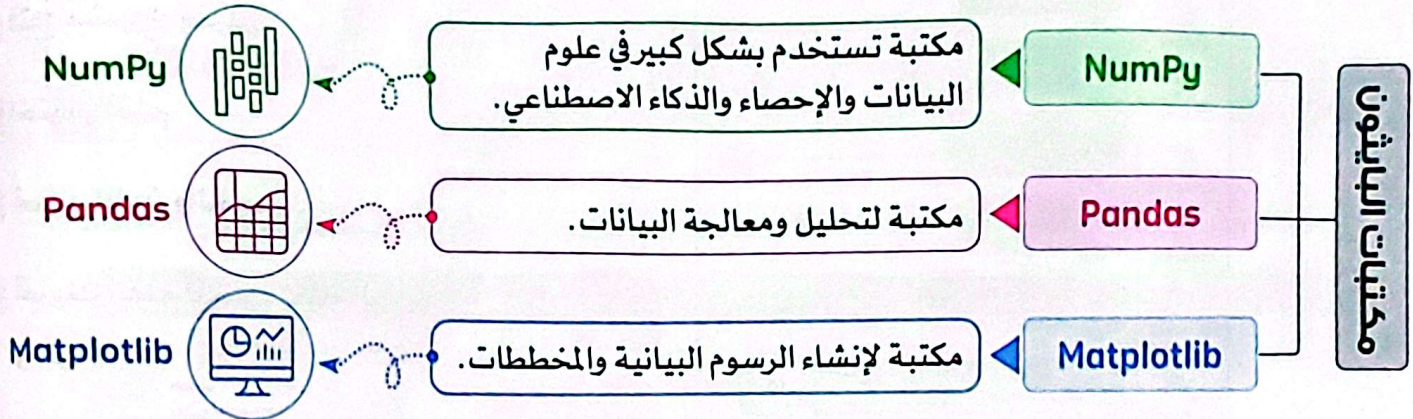 مكتبات البايثون
NumPy
مكتبة تستخدم بشكل كبير في علوم
البيانات والإحصاء والذكاء الاصطناعي.
NumPy
Pandas
مكتبة لتحليل ومعالجة البيانات.
Pandas
Matplotlib
مكتبة لإنشاء الرسوم البيانية والمخططات.
Matplotlib